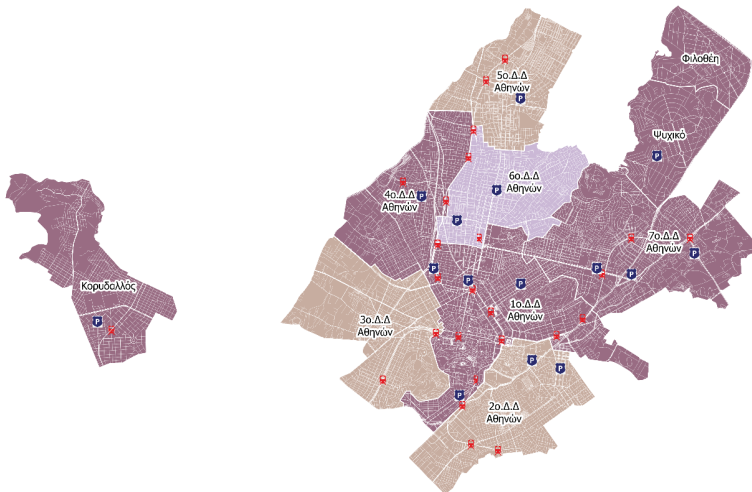 Φιλοθέη
5ο.Δ.Δ
Αθηνών
P
Ψυχικό
P
6ο.Δ.Δ
Αθηνών
P
4ο.Δ.Δ
Αθηνών
P
P
7ο.Δ.Δ
Αθηνών
P
P
P
P
P
P
Κορυδαλλός
P
1ο.Δ.Δ
Αθηνών
3ο.Δ.Δ
Αθηνών
P
P
P
2ο.Δ.Δ
Αθηνών